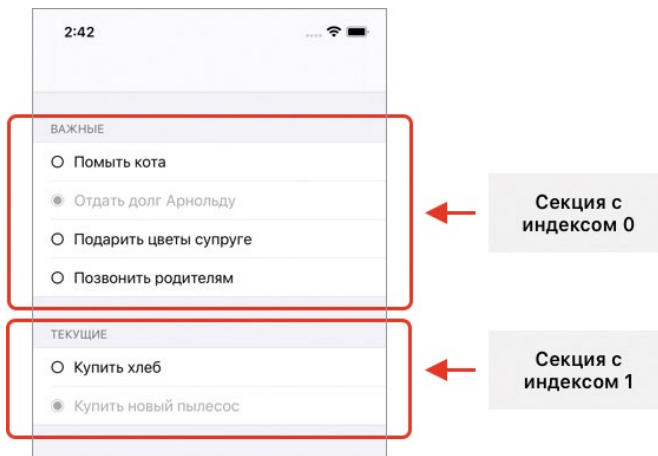 2:42
ВАЖНЫЕ
Помыть кота
Отдать долг Арнольду
Подарить цветы супруге
Позвонить родителям
Секция с
индексом 0
ТЕКУЩИЕ
Купить хлеб
Купить новый пылесос
Секция с
индексом 1